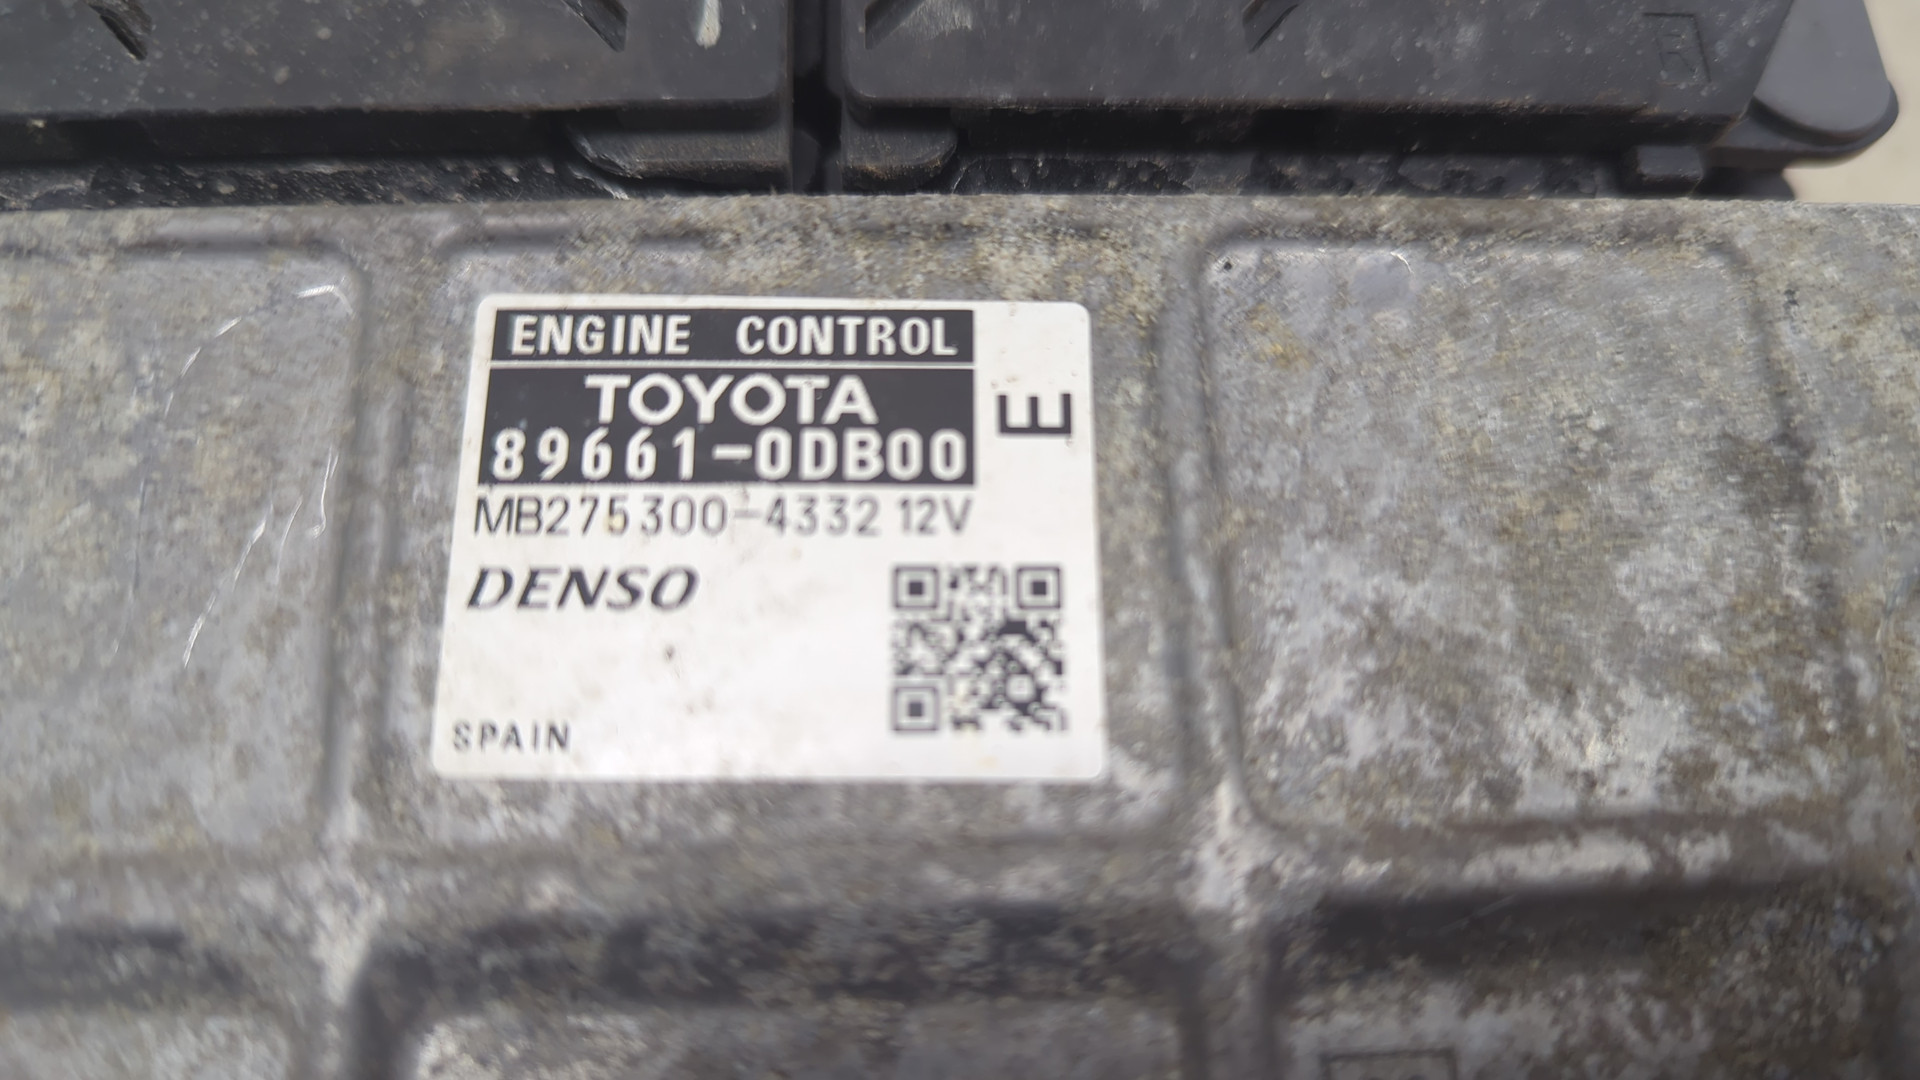 ENGINE CONTROL
TOYOTA
89661-0DB00
MB275300-4332 12V
DENSO
SPAIN
E